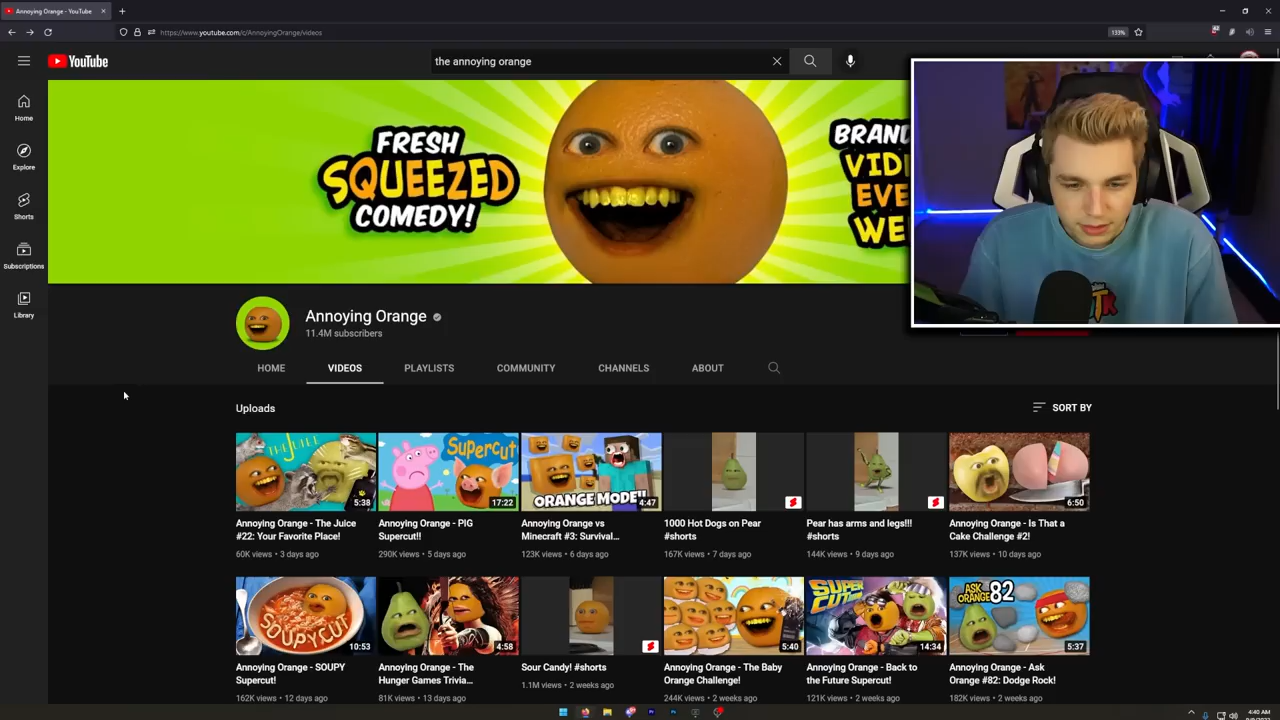 Annoying Orange - YouTube
https://www.youtube.com/c/AnnoyingOrange/videos
133%
YouTube
the annoying orange
Home
Explore
Shorts
Subscriptions
Library
FRESH
SQUEEZED
COMEDY!
BRAND
VID
EVE
WE
Annoying Orange
11.4M subscribers
HOME
VIDEOS
PLAYLISTS
COMMUNITY
CHANNELS
ABOUT
Uploads
SORT BY
THE JUICE
5:38
Supercut
17:22
ORANGE MODE!!
4:47
6:50
Annoying Orange - The Juice
#22: Your Favorite Place!
60K views • 3 days ago
Annoying Orange - PIG
Supercut!!
290K views • 5 days ago
Annoying Orange vs
Minecraft #3: Survival...
123K views • 6 days ago
1000 Hot Dogs on Pear
#shorts
167K views • 7 days ago
Pear has arms and legs!!!
#shorts
144K views • 9 days ago
Annoying Orange - Is That a
Cake Challenge #2!
137K views • 10 days ago
SOUPYCUT
10:53
4:58
5:40
SUPER
CUT!
14:34
ASK
ORANGE 82
5:37
Annoying Orange - SOUPY
Supercut!
162K views • 12 days ago
Annoying Orange - The
Hunger Games Trivia...
81K views • 13 days ago
Sour Candy! #shorts
1.1M views • 2 weeks ago
Annoying Orange - The Baby
Orange Challenge!
244K views • 2 weeks ago
Annoying Orange - Back to
the Future Supercut!
121K views • 2 weeks ago
Annoying Orange - Ask
Orange #82: Dodge Rock!
182K views • 2 weeks ago
4:40 AM